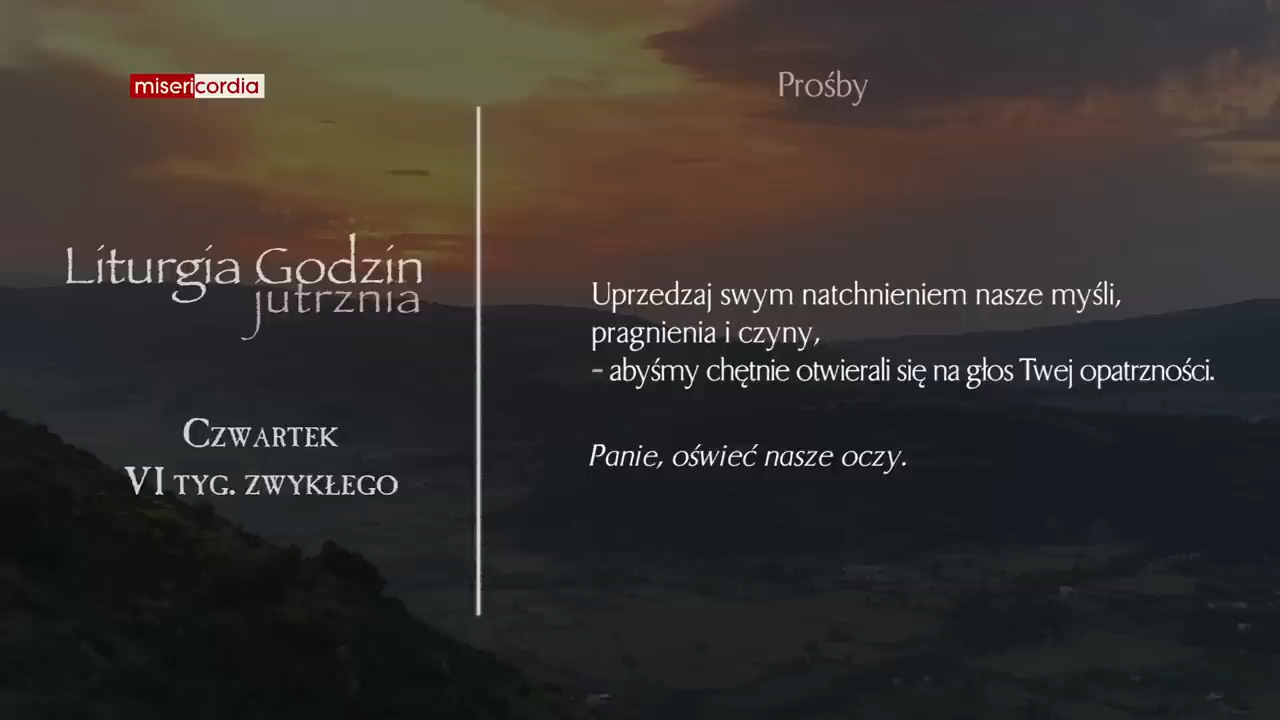 misericordia
Liturgia Godzin
jutrznia
Czwartek
VI tyg. zwykłego
Prośby
Uprzedzaj swym natchnieniem nasze myśli,
pragnienia i czyny,
- abyśmy chętnie otwierali się na głos Twej opatrzności.
Panie, oświeć nasze oczy.